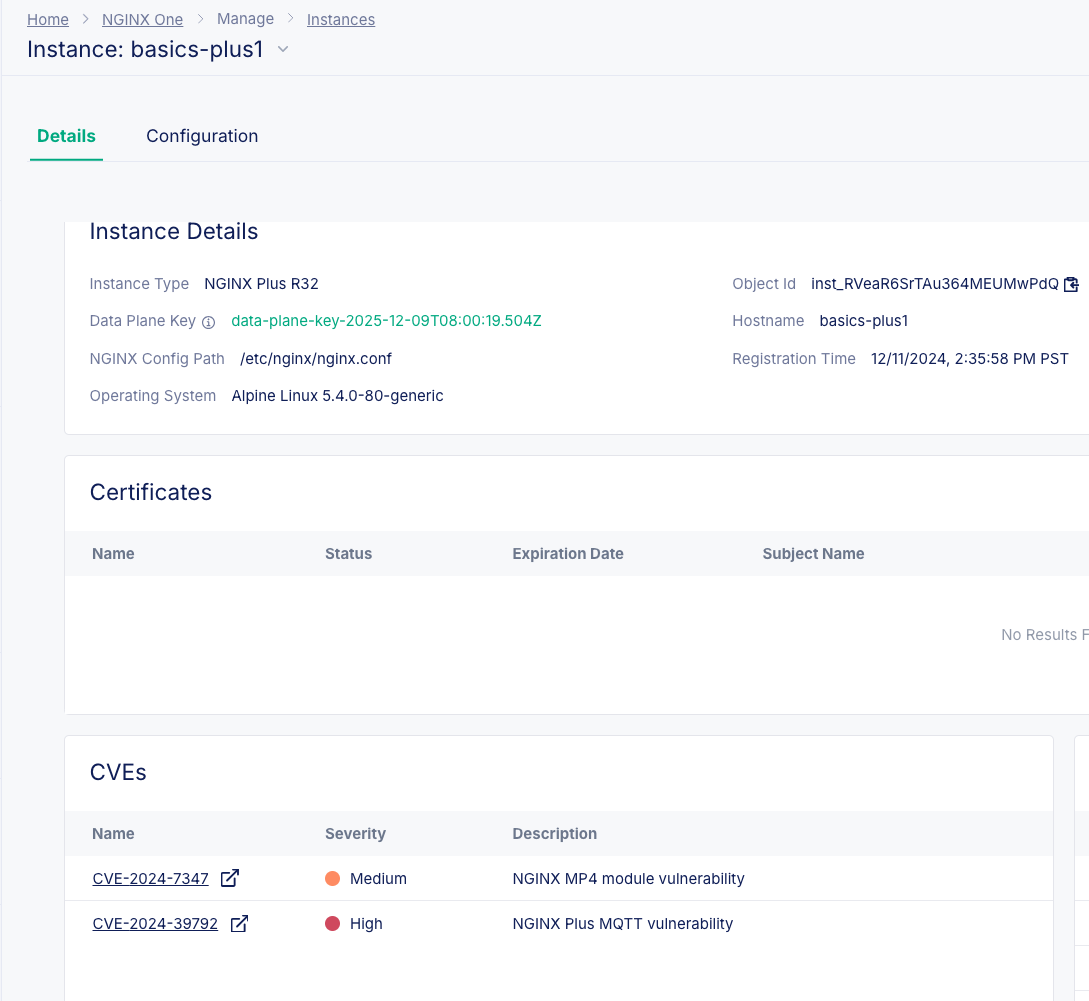 Home > NGINX One > Manage > Instances
Instance: basics-plus1
Details Configuration
Instance Details
Instance Type NGINX Plus R32 Object Id inst_RVeaR6SrTAu364MEUMwPdQ
Data Plane Key data-plane-key-2025-12-09T08:00:19.504Z Hostname basics-plus1
NGINX Config Path /etc/nginx/nginx.conf Registration Time 12/11/2024, 2:35:58 PM PST
Operating System Alpine Linux 5.4.0-80-generic
Certificates
Name Status Expiration Date Subject Name
No Results F
CVEs
Name Severity Description
CVE-2024-7347 Medium NGINX MP4 module vulnerability
CVE-2024-39792 High NGINX Plus MQTT vulnerability